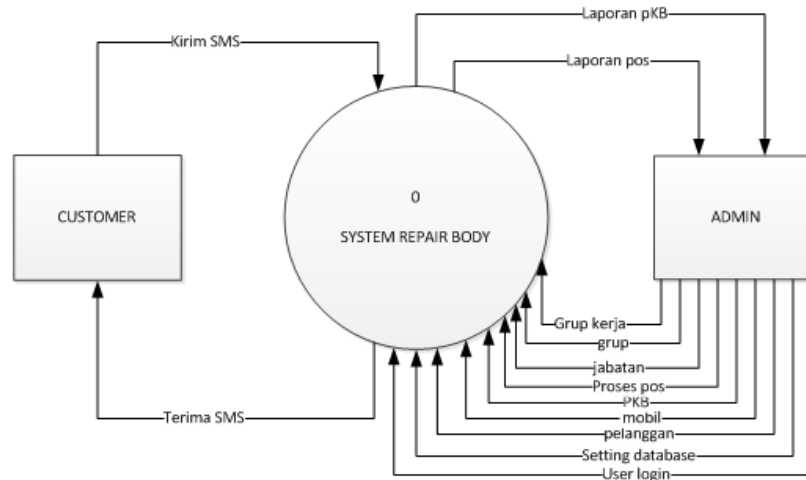 Laporan pKB
Kirim SMS
Laporan pos
0
CUSTOMER
SYSTEM REPAIR BODY
ADMIN
Grup kerja
grup
jabatan
Proses pos
PKB
mobil
Terima SMS
pelanggan
Setting database
User login